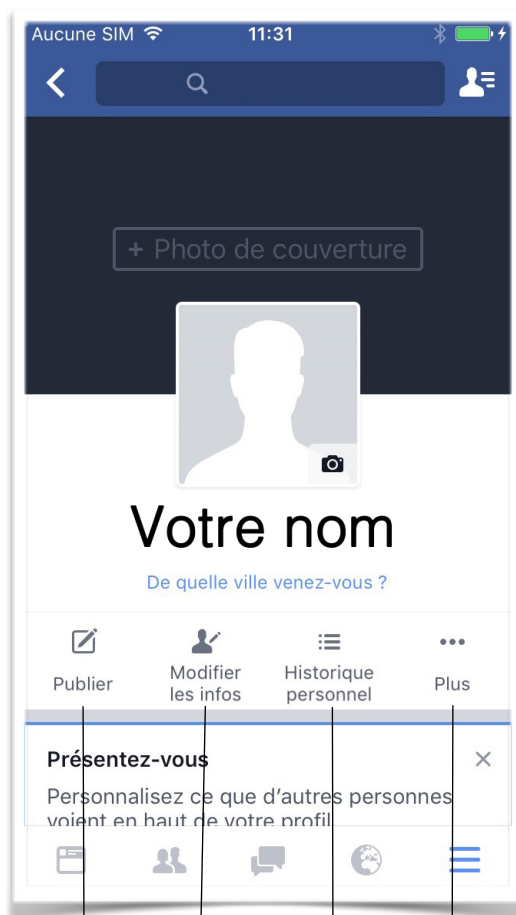 Aucune SIM 11:31
+ Photo de couverture
Votre nom
De quelle ville venez-vous ?
Publier
Modifier
les infos
Historique
personnel
Plus
Présentez-vous
Personnalisez ce que d'autres personnes
voient en haut de votre profil